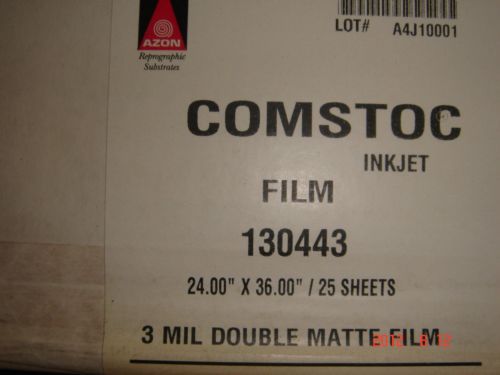 LOT# A4J10001
AZON
Reprographic
Substrates
COMSTOC
INKJET
FILM
130443
24.00" X 36.00" / 25 SHEETS
3 MIL DOUBLE MATTE FILM